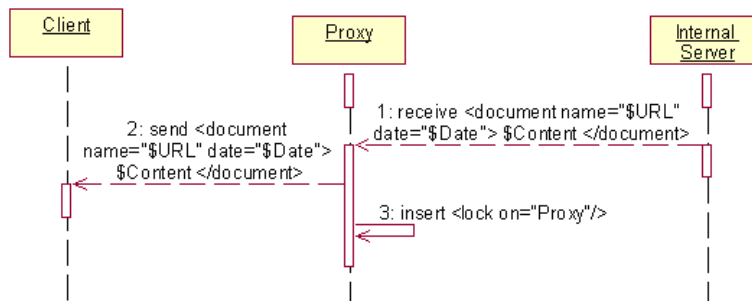 Client
Proxy
Internal
Server
1: receive <document name="$URL"
date="$Date"> $Content </document>
2: send <document
name="$URL" date="$Date">
$Content </document>
3: insert <lock on="Proxy"/>